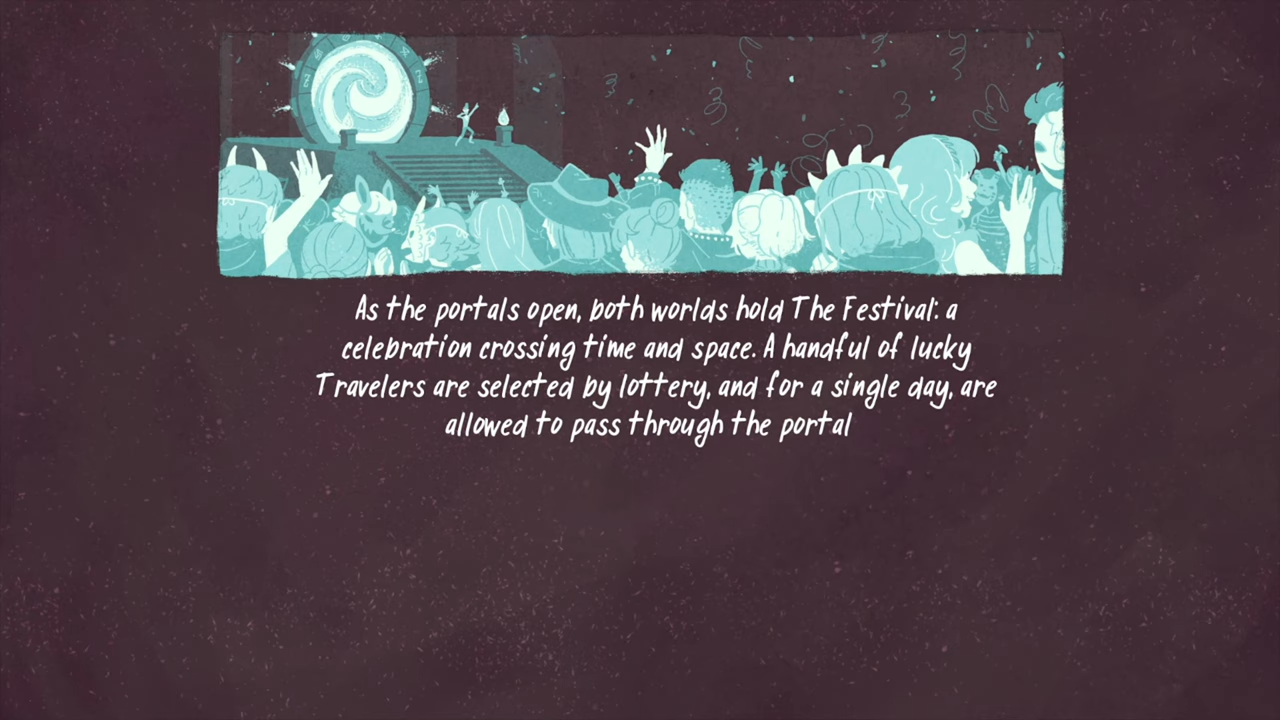 As the portals open, both worlds hold The Festival: a
celebration crossing time and space. A handful of lucky
Travelers are selected by lottery, and for a single day, are
allowed to pass through the portal